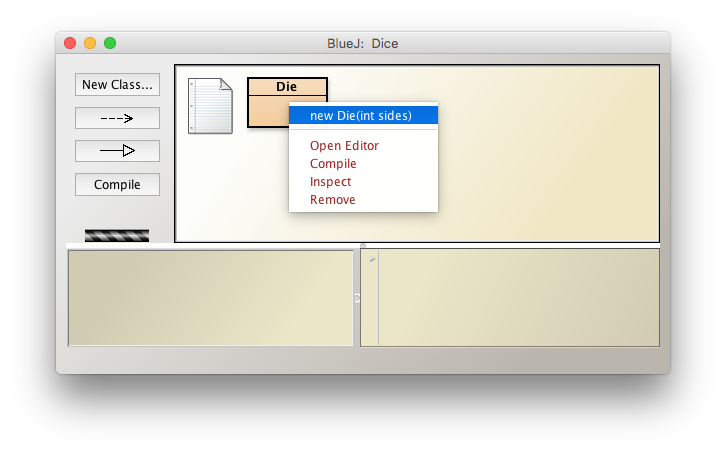 BlueJ: Dice
New Class...
Compile
Die
new Die(int sides)
Open Editor
Compile
Inspect
Remove